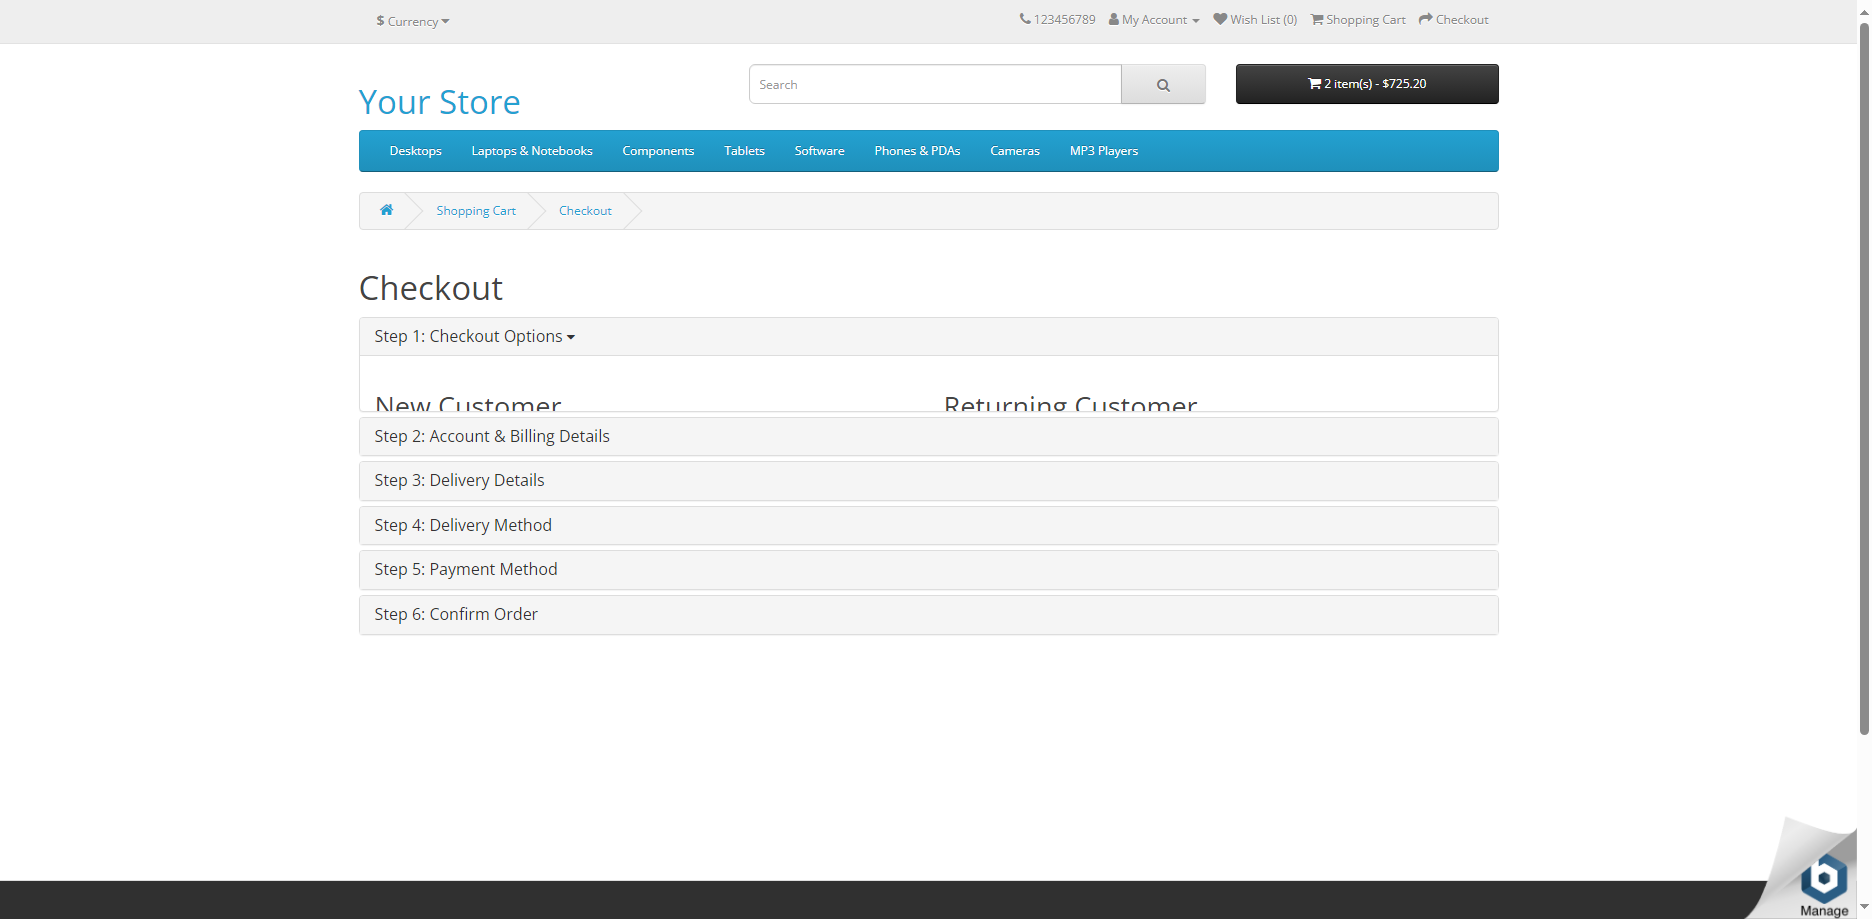 $ Currency
123456789 My Account Wish List (0) Shopping Cart Checkout
Your Store
Search
2 item(s) - $725.20
Desktops Laptops & Notebooks Components Tablets Software Phones & PDAs Cameras MP3 Players
Shopping Cart Checkout
Checkout
Step 1: Checkout Options
New Customer Returning Customer
Step 2: Account & Billing Details
Step 3: Delivery Details
Step 4: Delivery Method
Step 5: Payment Method
Step 6: Confirm Order
b
Manage